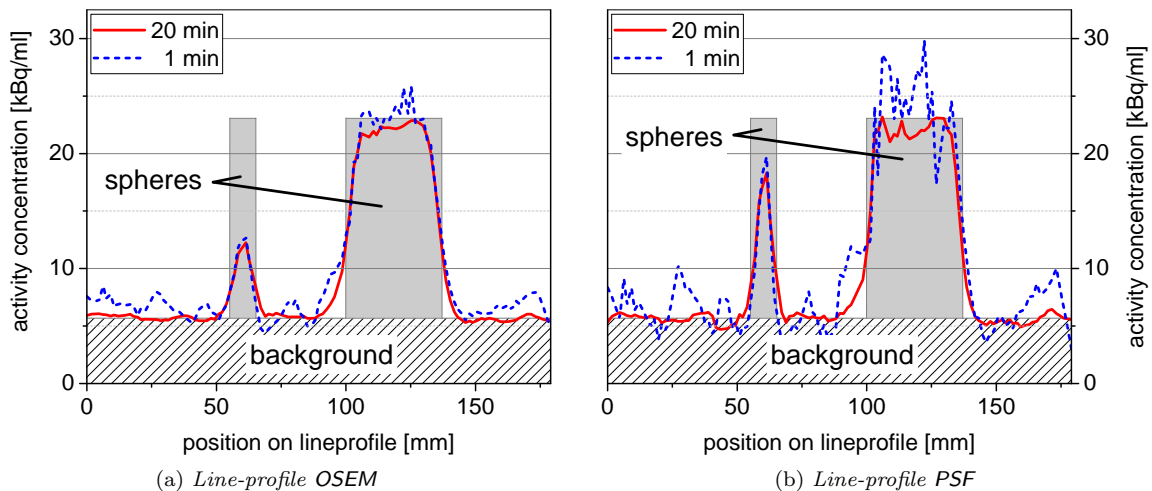 activity concentration [kBq/ml]
30
20
10
0
20 min
1 min
spheres
background
0
50
100
150
position on lineprofile [mm]
(a) Line-profile OSEM
20 min
1 min
spheres
background
30
20
10
0
activity concentration [kBq/ml]
0
50
100
150
position on lineprofile [mm]
(b) Line-profile PSF